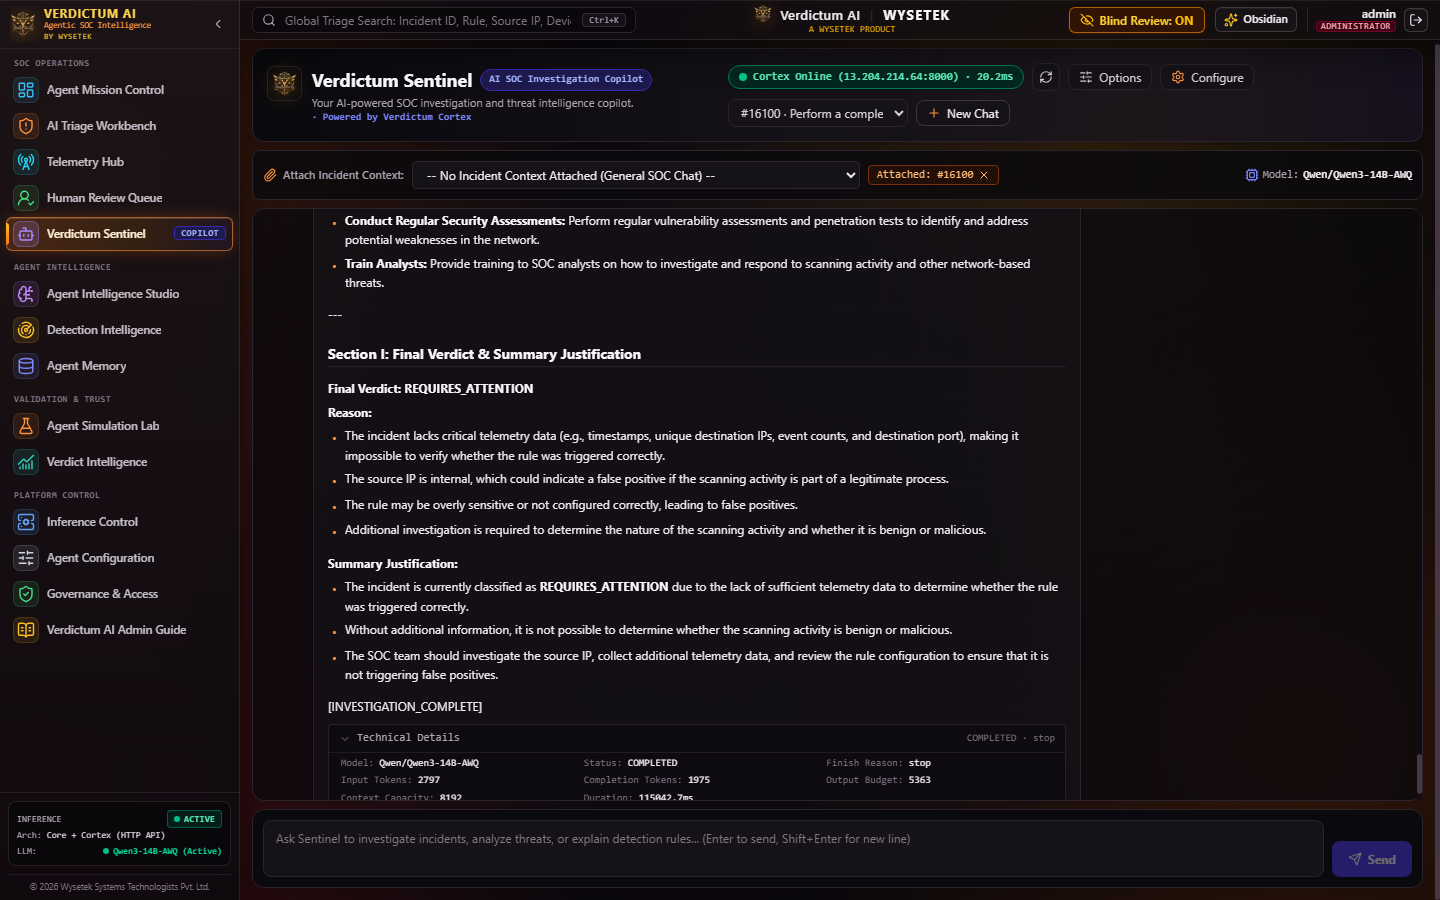 VERDICTUM AI
Agentic SOC Intelligence
BY WYSETEK
SOC OPERATIONS
Agent Mission Control
AI Triage Workbench
Telemetry Hub
Human Review Queue
Verdictum Sentinel
COPILOT
AGENT INTELLIGENCE
Agent Intelligence Studio
Detection Intelligence
Agent Memory
VALIDATION & TRUST
Agent Simulation Lab
Verdict Intelligence
PLATFORM CONTROL
Inference Control
Agent Configuration
Governance & Access
Verdictum AI Admin Guide
INFERENCE
ACTIVE
Arch: Core + Cortex (HTTP API)
LLM: Qwen3-14B-AWQ (Active)
© 2026 Wysetek Systems Technologists Pvt. Ltd.
Global Triage Search: Incident ID, Rule, Source IP, Devic
Ctrl+K
Verdictum AI
WYSETEK
A WYSETEK PRODUCT
Blind Review: ON
Obsidian
admin
ADMINISTRATOR
Verdictum Sentinel
AI SOC Investigation Copilot
Your AI-powered SOC investigation and threat intelligence copilot.
• Powered by Verdictum Cortex
Cortex Online (13.204.214.64:8000) · 20.2ms
Options
Configure
#16100 · Perform a comple
New Chat
Attach Incident Context:
-- No Incident Context Attached (General SOC Chat) --
Attached: #16100 ×
Model: Qwen/Qwen3-14B-AWQ
• Conduct Regular Security Assessments: Perform regular vulnerability assessments and penetration tests to identify and address
potential weaknesses in the network.
• Train Analysts: Provide training to SOC analysts on how to investigate and respond to scanning activity and other network-based
threats.
---
Section I: Final Verdict & Summary Justification
Final Verdict: REQUIRES_ATTENTION
Reason:
• The incident lacks critical telemetry data (e.g., timestamps, unique destination IPs, event counts, and destination port), making it
impossible to verify whether the rule was triggered correctly.
• The source IP is internal, which could indicate a false positive if the scanning activity is part of a legitimate process.
• The rule may be overly sensitive or not configured correctly, leading to false positives.
• Additional investigation is required to determine the nature of the scanning activity and whether it is benign or malicious.
Summary Justification:
• The incident is currently classified as REQUIRES_ATTENTION due to the lack of sufficient telemetry data to determine whether the rule
was triggered correctly.
• Without additional information, it is not possible to determine whether the scanning activity is benign or malicious.
• The SOC team should investigate the source IP, collect additional telemetry data, and review the rule configuration to ensure that it is
not triggering false positives.
[INVESTIGATION_COMPLETE]
Technical Details
COMPLETED · stop
Model: Qwen/Qwen3-14B-AWQ
Status: COMPLETED
Finish Reason: stop
Input Tokens: 2797
Completion Tokens: 1975
Output Budget: 5363
Context Capacity: 8192
Duration: 115042.7ms
Ask Sentinel to investigate incidents, analyze threats, or explain detection rules... (Enter to send, Shift+Enter for new line)
Send